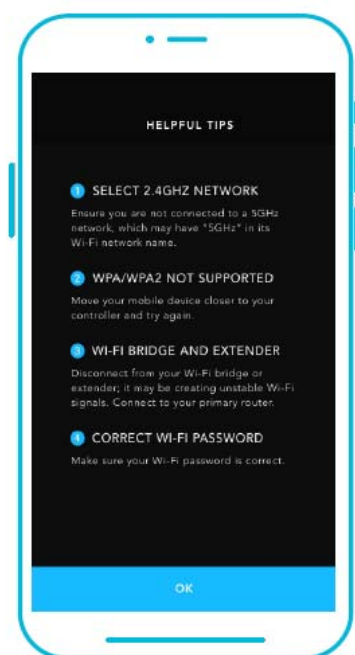 HELPFUL TIPS
1 SELECT 2.4GHZ NETWORK
Ensure you are not connected to a 5GHz
network, which may have "5GHz" in its
Wi-Fi network name.
2 WPA/WPA2 NOT SUPPORTED
Move your mobile device closer to your
controller and try again.
3 WI-FI BRIDGE AND EXTENDER
Disconnect from your Wi-Fi bridge or
extender; it may be creating unstable Wi-Fi
signals. Connect to your primary router.
4 CORRECT WI-FI PASSWORD
Make sure your Wi-Fi password is correct.
OK